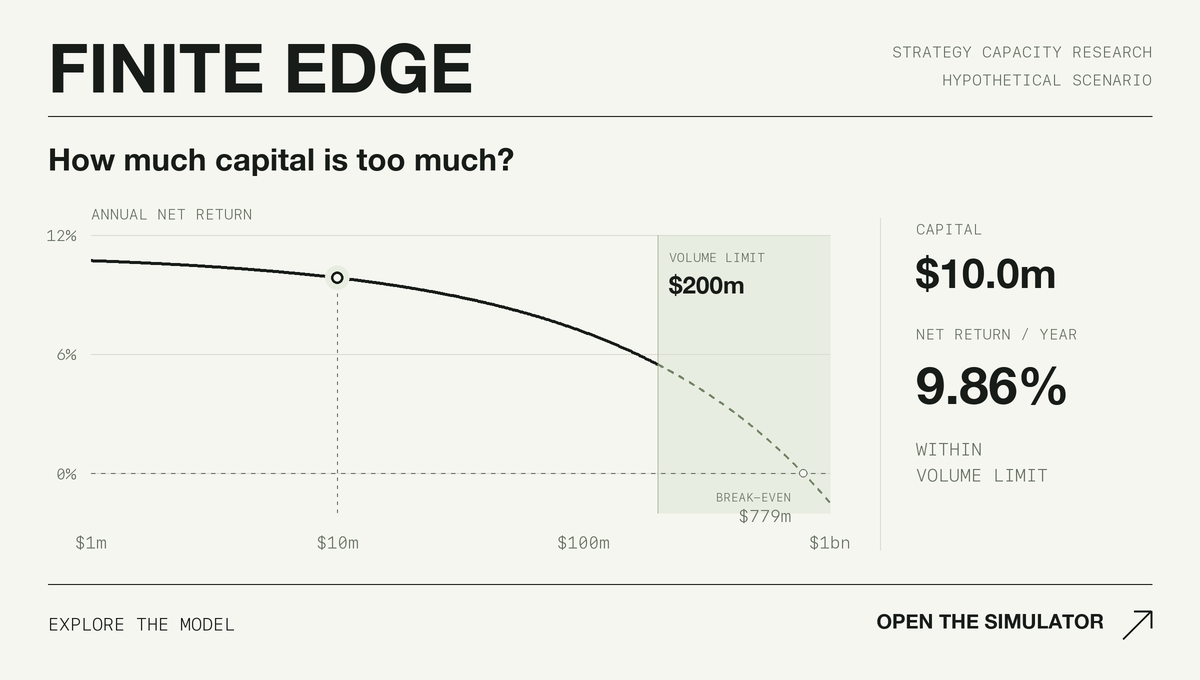 FINITE EDGE
STRATEGY CAPACITY RESEARCH
HYPOTHETICAL SCENARIO
How much capital is too much?
ANNUAL NET RETURN
12%
6%
0%
VOLUME LIMIT
$200m
BREAK—EVEN
$779m
$1m
$10m
$100m
$1bn
CAPITAL
$10.0m
NET RETURN / YEAR
9.86%
WITHIN
VOLUME LIMIT
EXPLORE THE MODEL
OPEN THE SIMULATOR